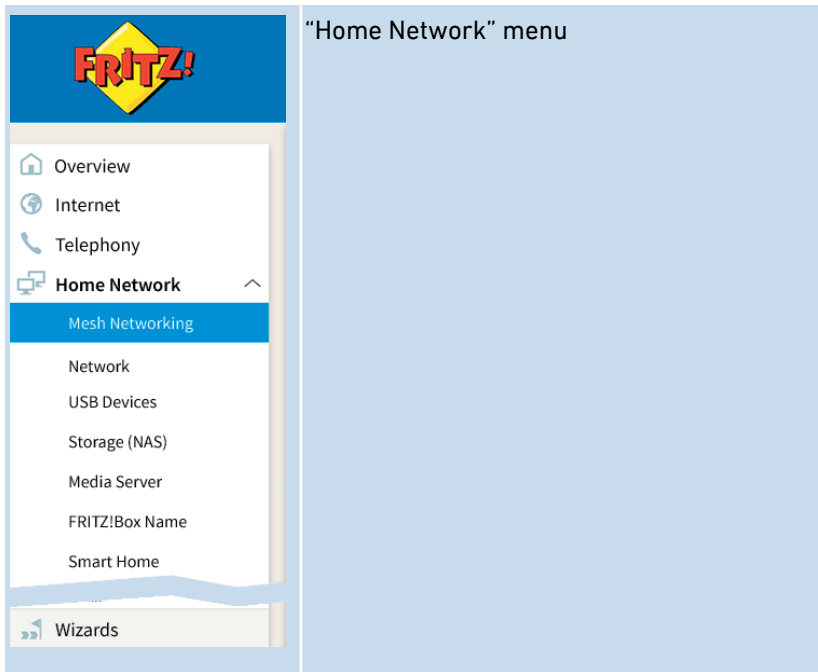 FRITZ!
“Home Network” menu
Overview
Internet
Telephony
Home Network
Mesh Networking
Network
USB Devices
Storage (NAS)
Media Server
FRITZ!Box Name
Smart Home
...
Wizards